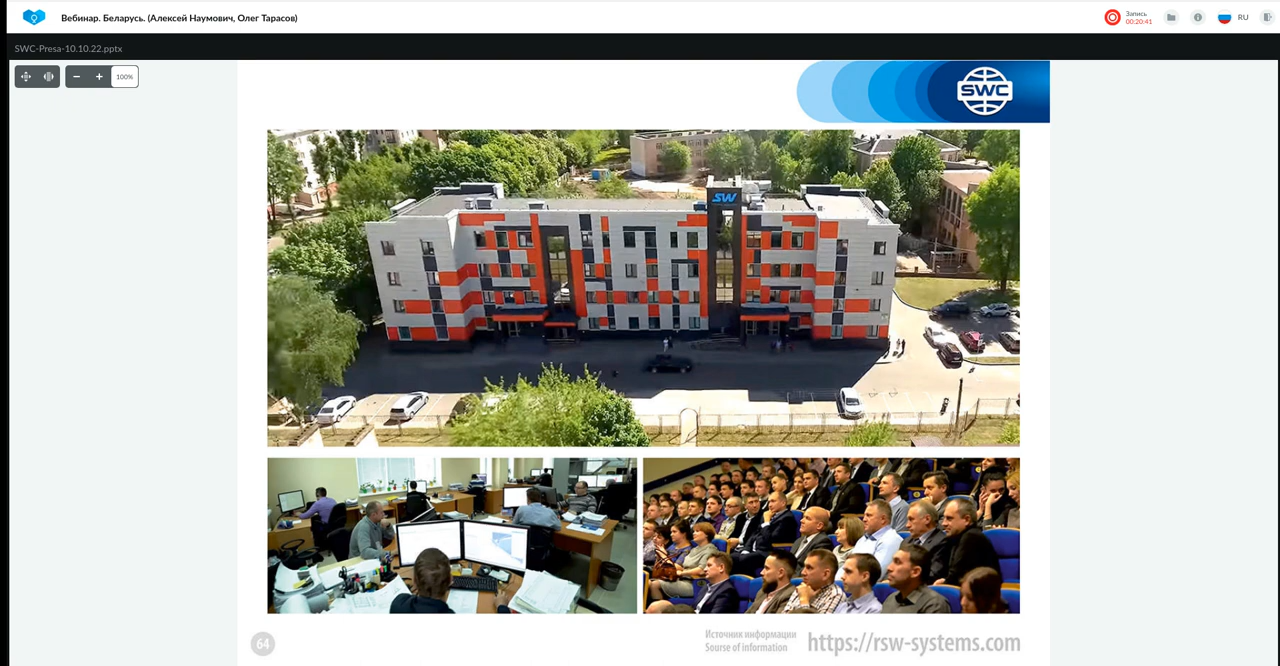 Вебинар. Беларусь. (Алексей Наумович, Олег Тарасов)
Запись
00:20:41
RU
SWC-Presa-10.10.22.pptx
100%
SWC
SW
64
Источник информации
Sourse of information
https://rsw-systems.com